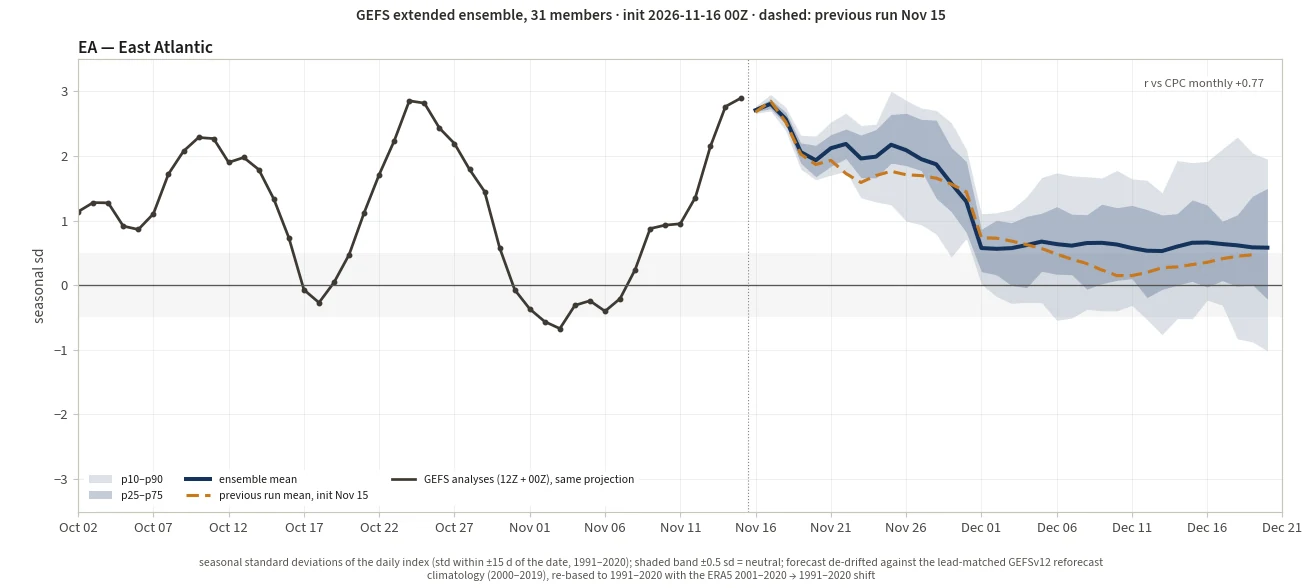 GEFS extended ensemble, 31 members · init 2026-11-16 00Z · dashed: previous run Nov 15
EA — East Atlantic
r vs CPC monthly +0.77
seasonal sd
3
2
1
0
−1
−2
−3
p10–p90
p25–p75
ensemble mean
previous run mean, init Nov 15
GEFS analyses (12Z + 00Z), same projection
Oct 02
Oct 07
Oct 12
Oct 17
Oct 22
Oct 27
Nov 01
Nov 06
Nov 11
Nov 16
Nov 21
Nov 26
Dec 01
Dec 06
Dec 11
Dec 16
Dec 21
seasonal standard deviations of the daily index (std within ±15 d of the date, 1991–2020); shaded band ±0.5 sd = neutral; forecast de-drifted against the lead-matched GEFSv12 reforecast
climatology (2000–2019), re-based to 1991–2020 with the ERA5 2001–2020 → 1991–2020 shift